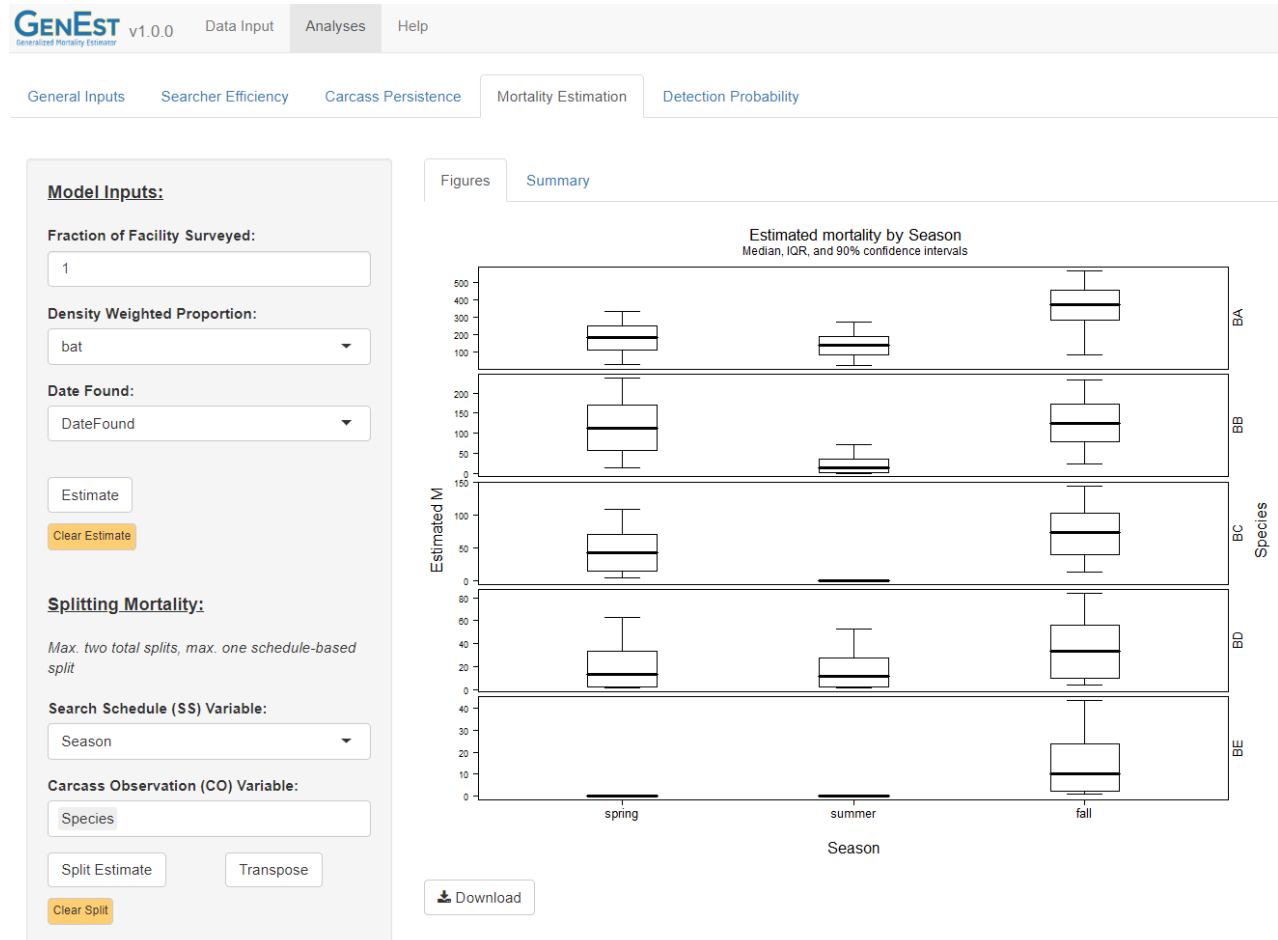 GENEST v1.0.0 Data Input Analyses Help
Generalized Mortality Estimator
General Inputs Searcher Efficiency Carcass Persistence Mortality Estimation Detection Probability
Model Inputs:
Fraction of Facility Surveyed:
1
Density Weighted Proportion:
bat
Date Found:
DateFound
Estimate
Clear Estimate
Splitting Mortality:
Max. two total splits, max. one schedule-based
split
Search Schedule (SS) Variable:
Season
Carcass Observation (CO) Variable:
Species
Split Estimate Transpose
Clear Split
Figures Summary
Estimated mortality by Season
Median, IQR, and 90% confidence intervals
Estimated M
500
400
300
200
100
BA
200
150
100
50
0
BB
150
100
50
0
BC
80
60
40
20
0
BD
40
30
20
10
0
BE
Species
spring summer fall
Season
Download